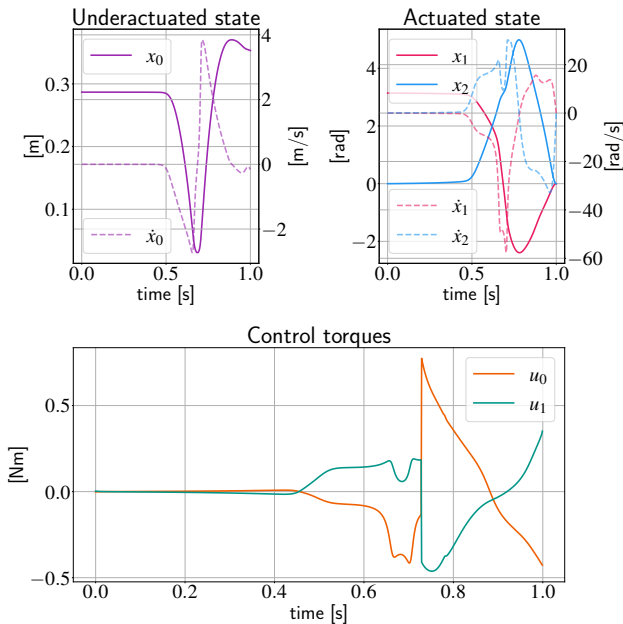 Underactuated state
4
2
0
−2
0.3
0.2
0.1
[m]
[m/s]
x₀
ẋ₀
0.0 0.5 1.0
time [s]
Actuated state
4
2
0
−2
20
0
−20
−40
−60
[rad]
[rad/s]
x₁
x₂
ẋ₁
ẋ₂
0.0 0.5 1.0
time [s]
Control torques
0.5
0.0
−0.5
[Nm]
u₀
u₁
0.0 0.2 0.4 0.6 0.8 1.0
time [s]